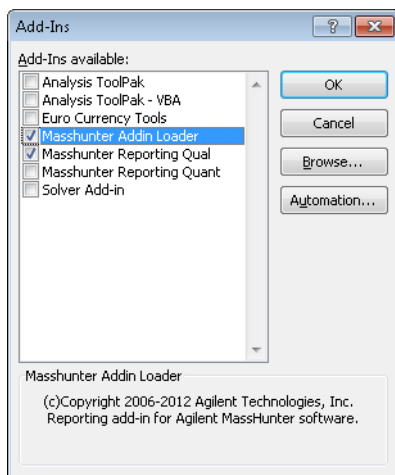 Add-Ins
Add-Ins available:
Analysis ToolPak
Analysis ToolPak - VBA
Euro Currency Tools
Masshunter Addin Loader
Masshunter Reporting Qual
Masshunter Reporting Quant
Solver Add-in
OK
Cancel
Browse...
Automation...
Masshunter Addin Loader
(c)Copyright 2006-2012 Agilent Technologies, Inc.
Reporting add-in for Agilent MassHunter software.